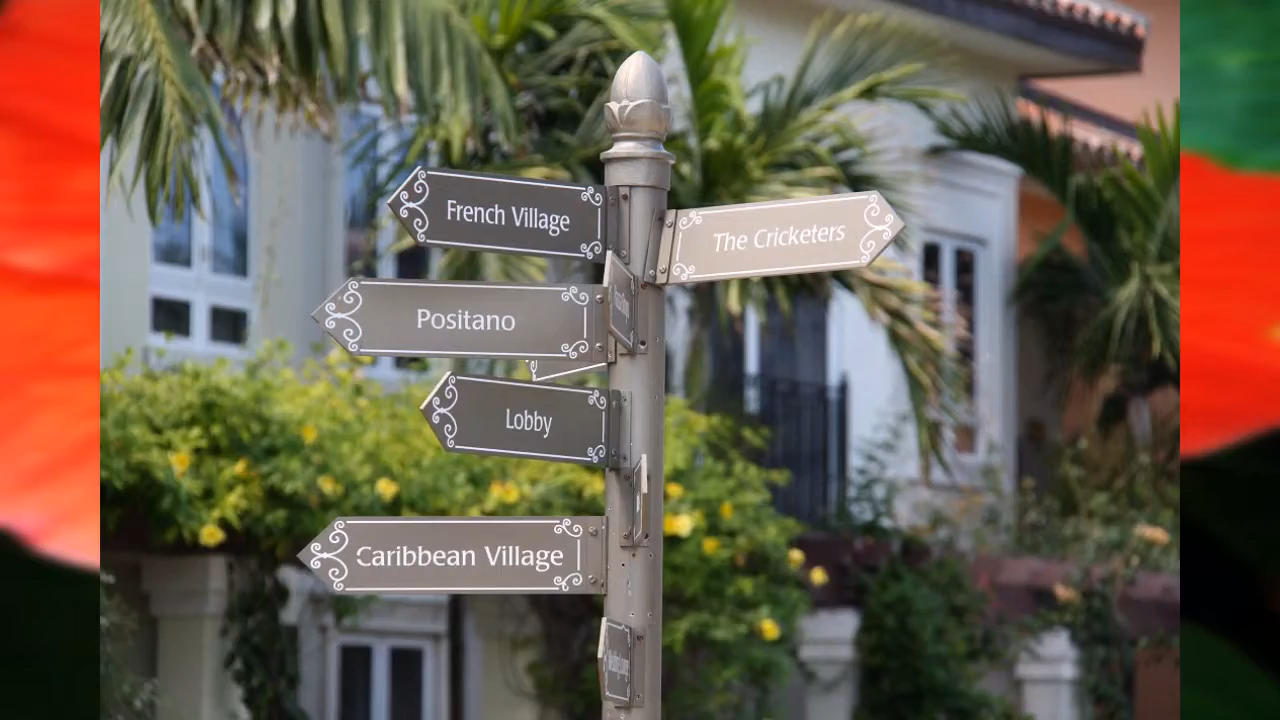 French Village
The Cricketers
Positano
Lobby
Caribbean Village